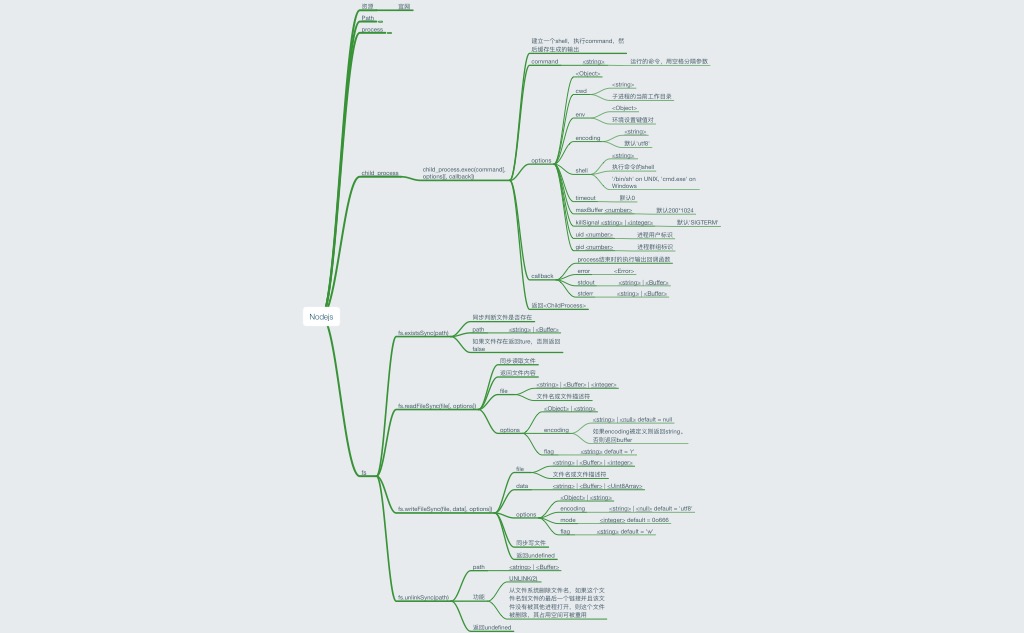 思源 官网
Path
process
Nodejs
child_process
child_process.exec(command[,
options][, callback])
建立一个shell，执行command，然
后缓存生成的输出
command <string> 运行的命令，用空格分隔参数
options
<Object>
cwd
<string>
子进程的当前工作目录
env
<Object>
环境设置键值对
encoding
<string>
默认'utf8'
shell
<string>
执行命令的shell
'/bin/sh' on UNIX, 'cmd.exe' on
Windows
timeout 默认0
maxBuffer <number> 默认200*1024
killSignal <string> | <integer> 默认'SIGTERM'
uid <number> 进程用户标识
gid <number> 进程群组标识
callback
process结束时的执行输出回调函数
error <Error>
stdout <string> | <Buffer>
stderr <string> | <Buffer>
返回<ChildProcess>
fs
fs.existsSync(path)
同步判断文件是否存在
path <string> | <Buffer>
如果文件存在返回ture，否则返回
false
fs.readFileSync(file[, options])
同步读取文件
返回文件内容
file
<string> | <Buffer> | <integer>
文件名或文件描述符
options
<Object> | <string>
encoding
<string> | <null> default = null
如果encoding被定义则返回string，
否则返回buffer
flag <string> default = 'r'
fs.writeFileSync(file, data[, options])
file
<string> | <Buffer> | <integer>
文件名或文件描述符
data <string> | <Buffer> | <Uint8Array>
options
<Object> | <string>
encoding <string> | <null> default = 'utf8'
mode <integer> default = 0o666
flag <string> default = 'w'
同步写文件
返回undefined
fs.unlinkSync(path)
path <string> | <Buffer>
功能
UNLINK(2)
从文件系统删除文件名，如果这个文
件名到文件的最后一个链接并且该文
件没有被其他进程打开，则这个文件
被删除，其占用空间可被重用
返回undefined